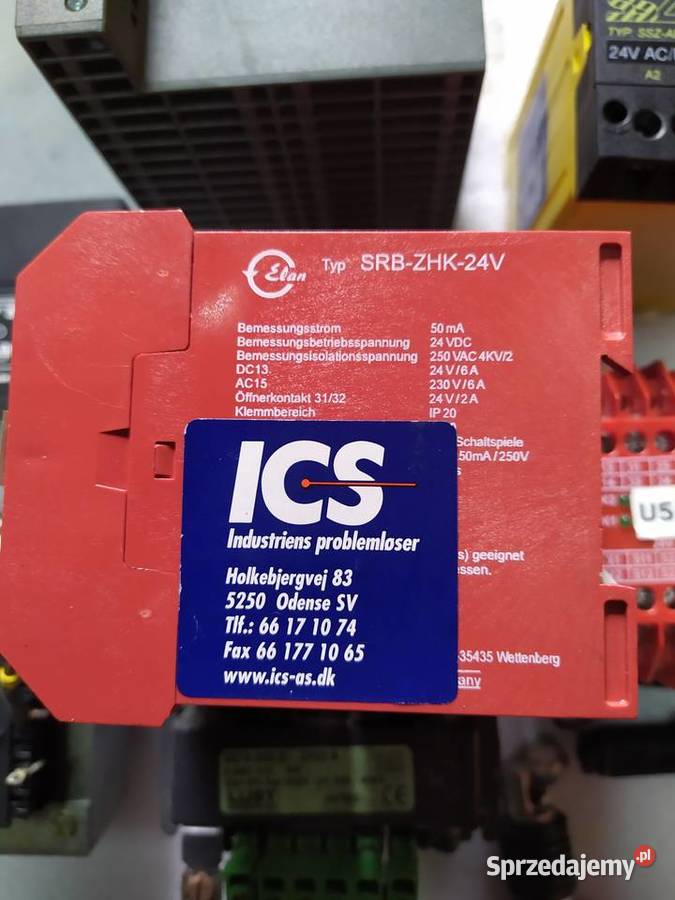 TYP. SSZ-A
24V AC/
A2
Elan Typ SRB-ZHK-24V
Bemessungsstrom 50 mA
Bemessungsbetriebsspannung 24 VDC
Bemessungsisolationsspannung 250 VAC 4KV/2
DC13 24 V / 6 A
AC15 230 V / 6 A
Öffnerkontakt 31/32 24 V / 2 A
Klemmbereich IP 20
Schaltspiele
50mA / 250V
ICS
Industriens problemløser
) geeignet
Holkebjergvej 83
5250 Odense SV
Tlf.: 66 17 10 74
Fax 66 177 10 65
www.ics-as.dk
35435 Wettenberg
U5
Sprzedajemy.pl